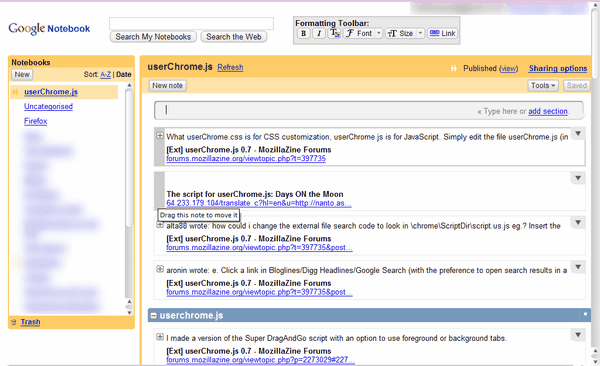 Google Notebook
Search My Notebooks Search the Web
Formatting Toolbar:
B I Font Size Link
Notebooks
New Sort: A-Z | Date
userChrome.js
Uncategorised
Firefox
Trash
userChrome.js Refresh Published (view) Sharing options
New note Tools Saved
« Type here or add section.
What userChrome.css is for CSS customization, userChrome.js is for JavaScript. Simply edit the file userChrome.js (in
[Ext] userChrome.js 0.7 - MozillaZine Forums
forums.mozillazine.org/viewtopic.php?t=397735
The script for userChrome.js: Days ON the Moon
64.233.179.104/translate_c?hl=en&u=http://nanto.as...
Drag this note to move it
alta88 wrote: how could i change the external file search code to look in \chrome\ScriptDir\script.us.js eg.? Insert the
[Ext] userChrome.js 0.7 - MozillaZine Forums
forums.mozillazine.org/viewtopic.php?t=397735&post...
aronin wrote: e. Click a link in Bloglines/Digg Headlines/Google Search (with the preference to open search results in a
[Ext] userChrome.js 0.7 - MozillaZine Forums
forums.mozillazine.org/viewtopic.php?t=397735&post...
userchrome.js
I made a version of the Super DragAndGo script with an option to use foreground or background tabs.
[Ext] userChrome.js 0.7 - MozillaZine Forums
forums.mozillazine.org/viewtopic.php?p=2273029#227...